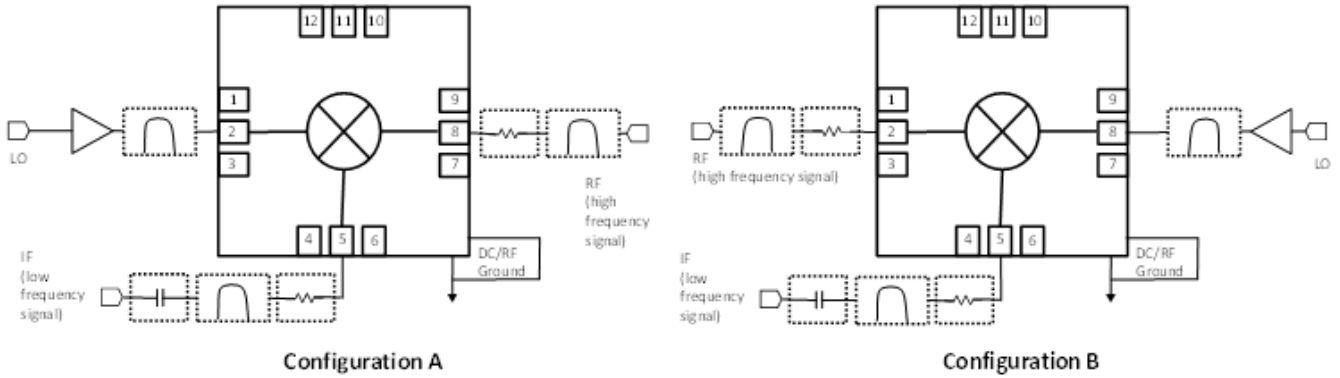 12 11 10
1
2
3
9
8
7
4 5 6
LO
RF
(high
frequency
signal)
IF
(low
frequency
signal)
DC/RF
Ground
Configuration A
12 11 10
1
2
3
9
8
7
4 5 6
RF
(high frequency signal)
LO
IF
(low
frequency
signal)
DC/RF
Ground
Configuration B